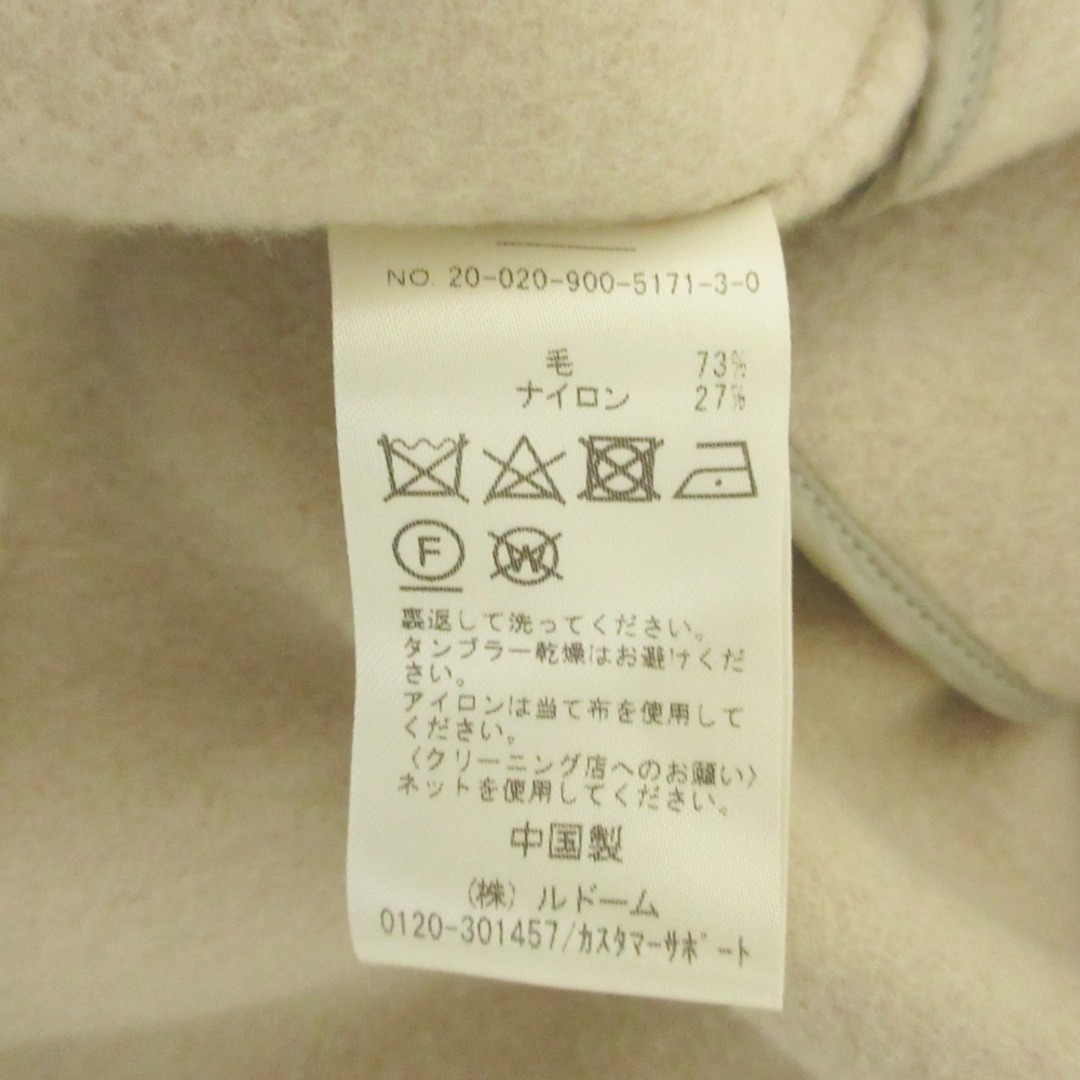 NO. 20-020-900-5171-3-0
毛 73%
ナイロン 27%
F
W
裏返して洗ってください。
タンブラー乾燥はお避けくだ
さい。
アイロンは当て布を使用して
ください。
〈クリーニング店へのお願い〉
ネットを使用してください。
中国製
(株) ルドーム
0120-301457/カスタマーサポート